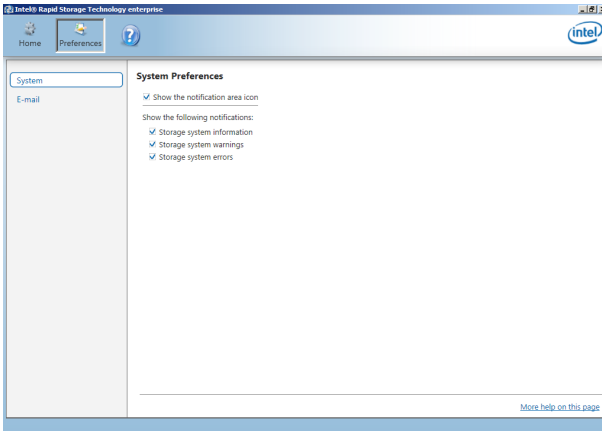 Intel® Rapid Storage Technology enterprise
Home
Preferences
?
intel
System
E-mail
System Preferences
Show the notification area icon
Show the following notifications:
Storage system information
Storage system warnings
Storage system errors
More help on this page